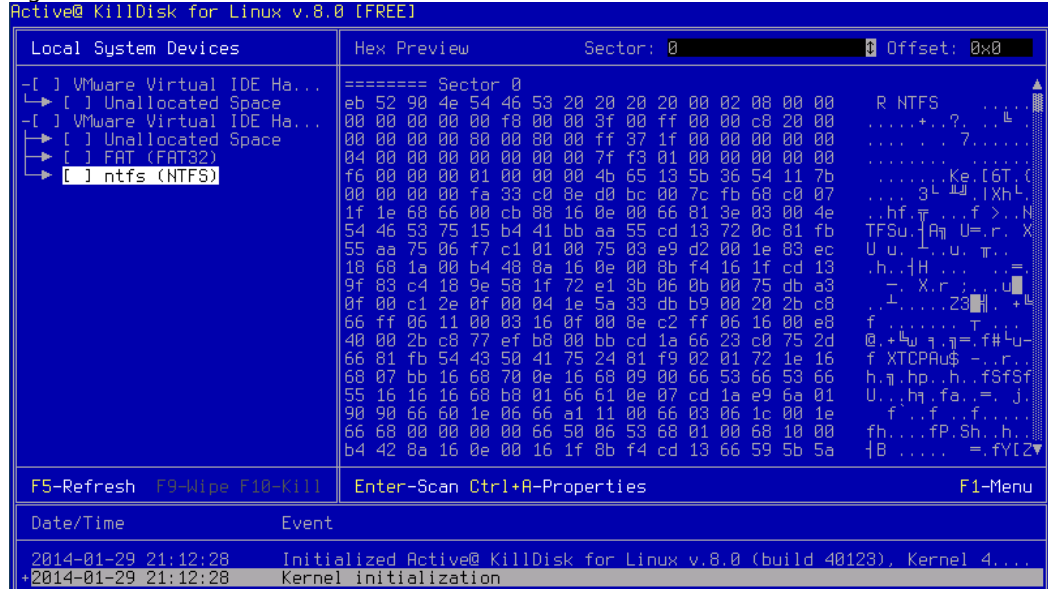 Active@ KillDisk for Linux v.8.0 [FREE]
Local System Devices
-[ ] VMware Virtual IDE Ha...
[ ] Unallocated Space
-[ ] VMware Virtual IDE Ha...
[ ] Unallocated Space
[ ] FAT (FAT32)
[ ] ntfs (NTFS)
Hex Preview Sector: 0 Offset: 0x0
======== Sector 0
eb 52 90 4e 54 46 53 20 20 20 20 00 02 08 00 00 R NTFS .....
00 00 00 00 00 f8 00 00 3f 00 ff 00 00 c8 20 00
00 00 00 00 80 00 80 00 ff 37 1f 00 00 00 00 00
04 00 00 00 00 00 00 00 7f f3 01 00 00 00 00 00
f6 00 00 00 01 00 00 00 4b 65 13 5b 36 54 11 7b
00 00 00 00 fa 33 c0 8e d0 bc 00 7c fb 68 c0 07
1f 1e 68 66 00 cb 88 16 0e 00 66 81 3e 03 00 4e
54 46 53 75 15 b4 41 bb aa 55 cd 13 72 0c 81 fb
55 aa 75 06 f7 c1 01 00 75 03 e9 d2 00 1e 83 ec
18 68 1a 00 b4 48 8a 16 0e 00 8b f4 16 1f cd 13
9f 83 c4 18 9e 58 1f 72 e1 3b 06 0b 00 75 db a3
0f 00 c1 2e 0f 00 04 1e 5a 33 db b9 00 20 2b c8
66 ff 06 11 00 03 16 0f 00 8e c2 ff 06 16 00 e8
40 00 2b c8 77 ef b8 00 bb cd 1a 66 23 c0 75 2d
66 81 fb 54 43 50 41 75 24 81 f9 02 01 72 1e 16
68 07 bb 16 68 70 0e 16 68 09 00 66 53 66 53 66
55 16 16 16 68 b8 01 66 61 0e 07 cd 1a e9 6a 01
90 90 66 60 1e 06 66 a1 11 00 66 03 06 1c 00 1e
66 68 00 00 00 00 66 50 06 53 68 01 00 68 10 00
b4 42 8a 16 0e 00 16 1f 8b f4 cd 13 66 59 5b 5a
F5-Refresh F9-Wipe F10-Kill
Enter-Scan Ctrl+A-Properties F1-Menu
Date/Time Event
2014-01-29 21:12:28 Initialized Active@ KillDisk for Linux v.8.0 (build 40123), Kernel 4....
+2014-01-29 21:12:28 Kernel initialization